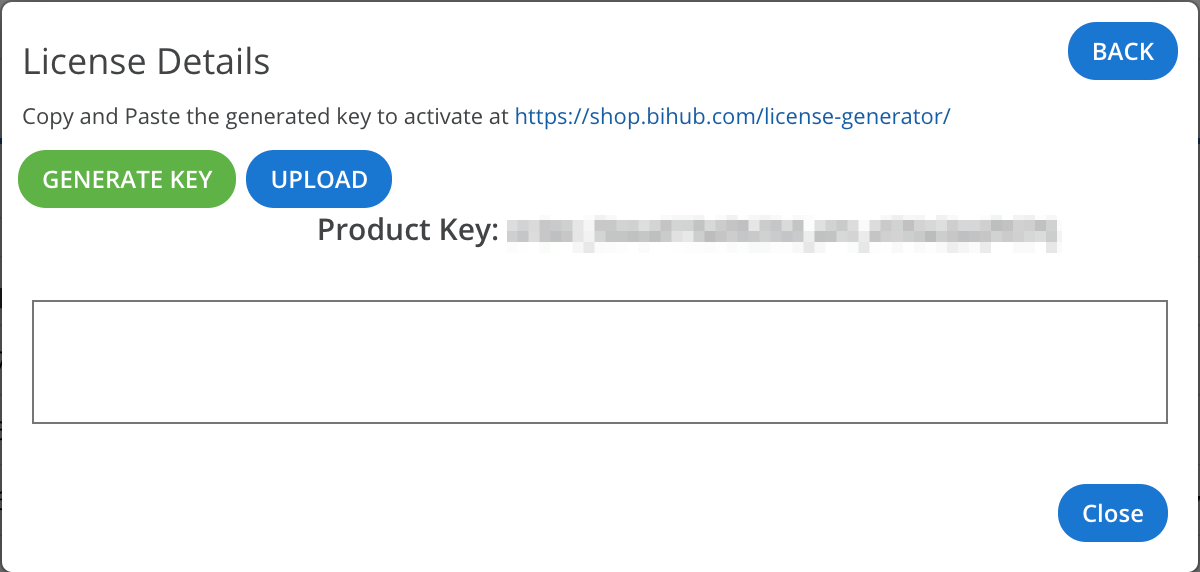 License Details
BACK
Copy and Paste the generated key to activate at https://shop.bihub.com/license-generator/
GENERATE KEY
UPLOAD
Product Key:
Close